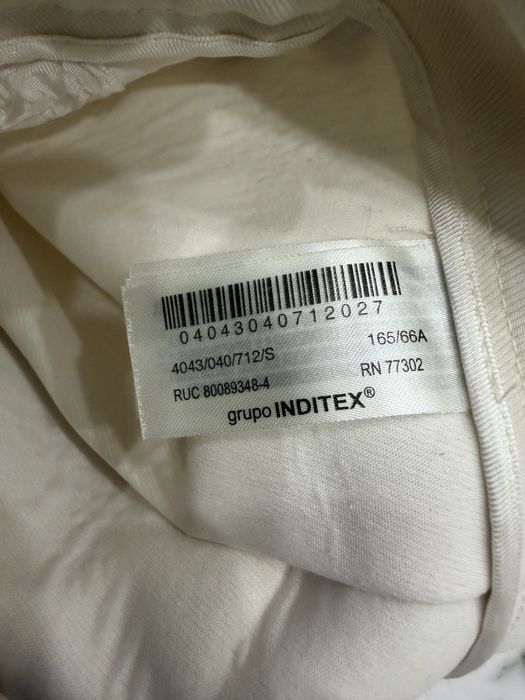 04043040712027
4043/040/712/S 165/66A
RUC 80089348-4 RN 77302
grupo INDITEX®